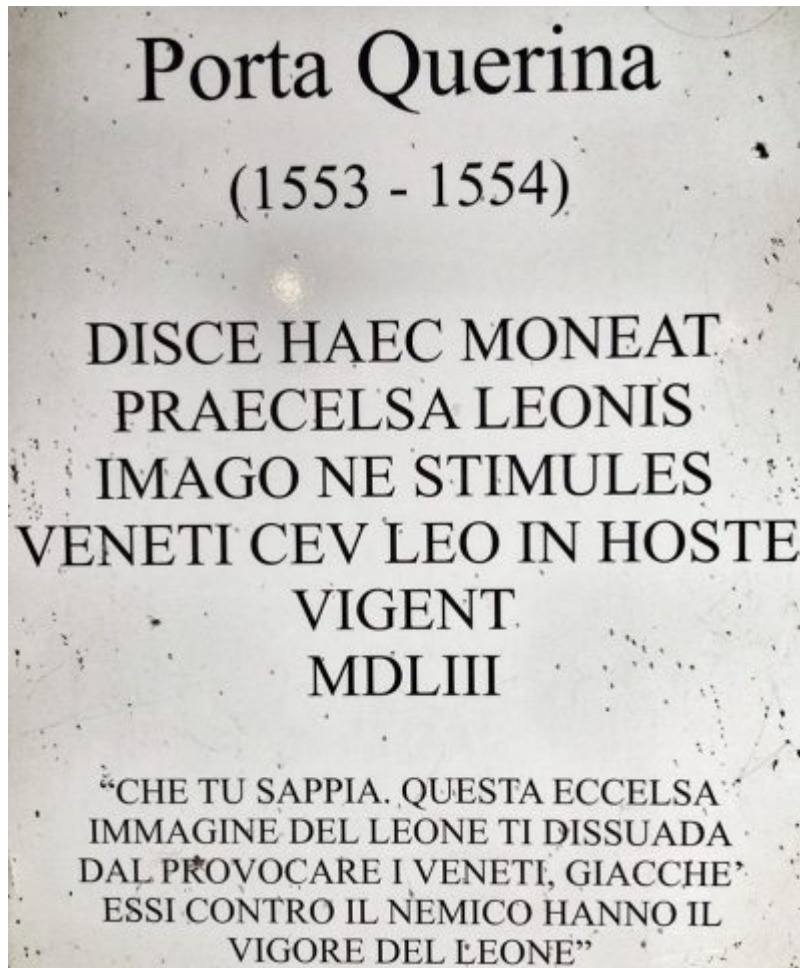 Porta Querina
(1553 - 1554)
DISCE HAEC MONEAT
PRAECELSA LEONIS
IMAGO NE STIMULES
VENETI CEV LEO IN HOSTE
VIGENT
MDLIII
“CHE TU SAPPIA. QUESTA ECCELSA
IMMAGINE DEL LEONE TI DISSUADA
DAL PROVOCARE I VENETI, GIACCHE’
ESSI CONTRO IL NEMICO HANNO IL
VIGORE DEL LEONE”